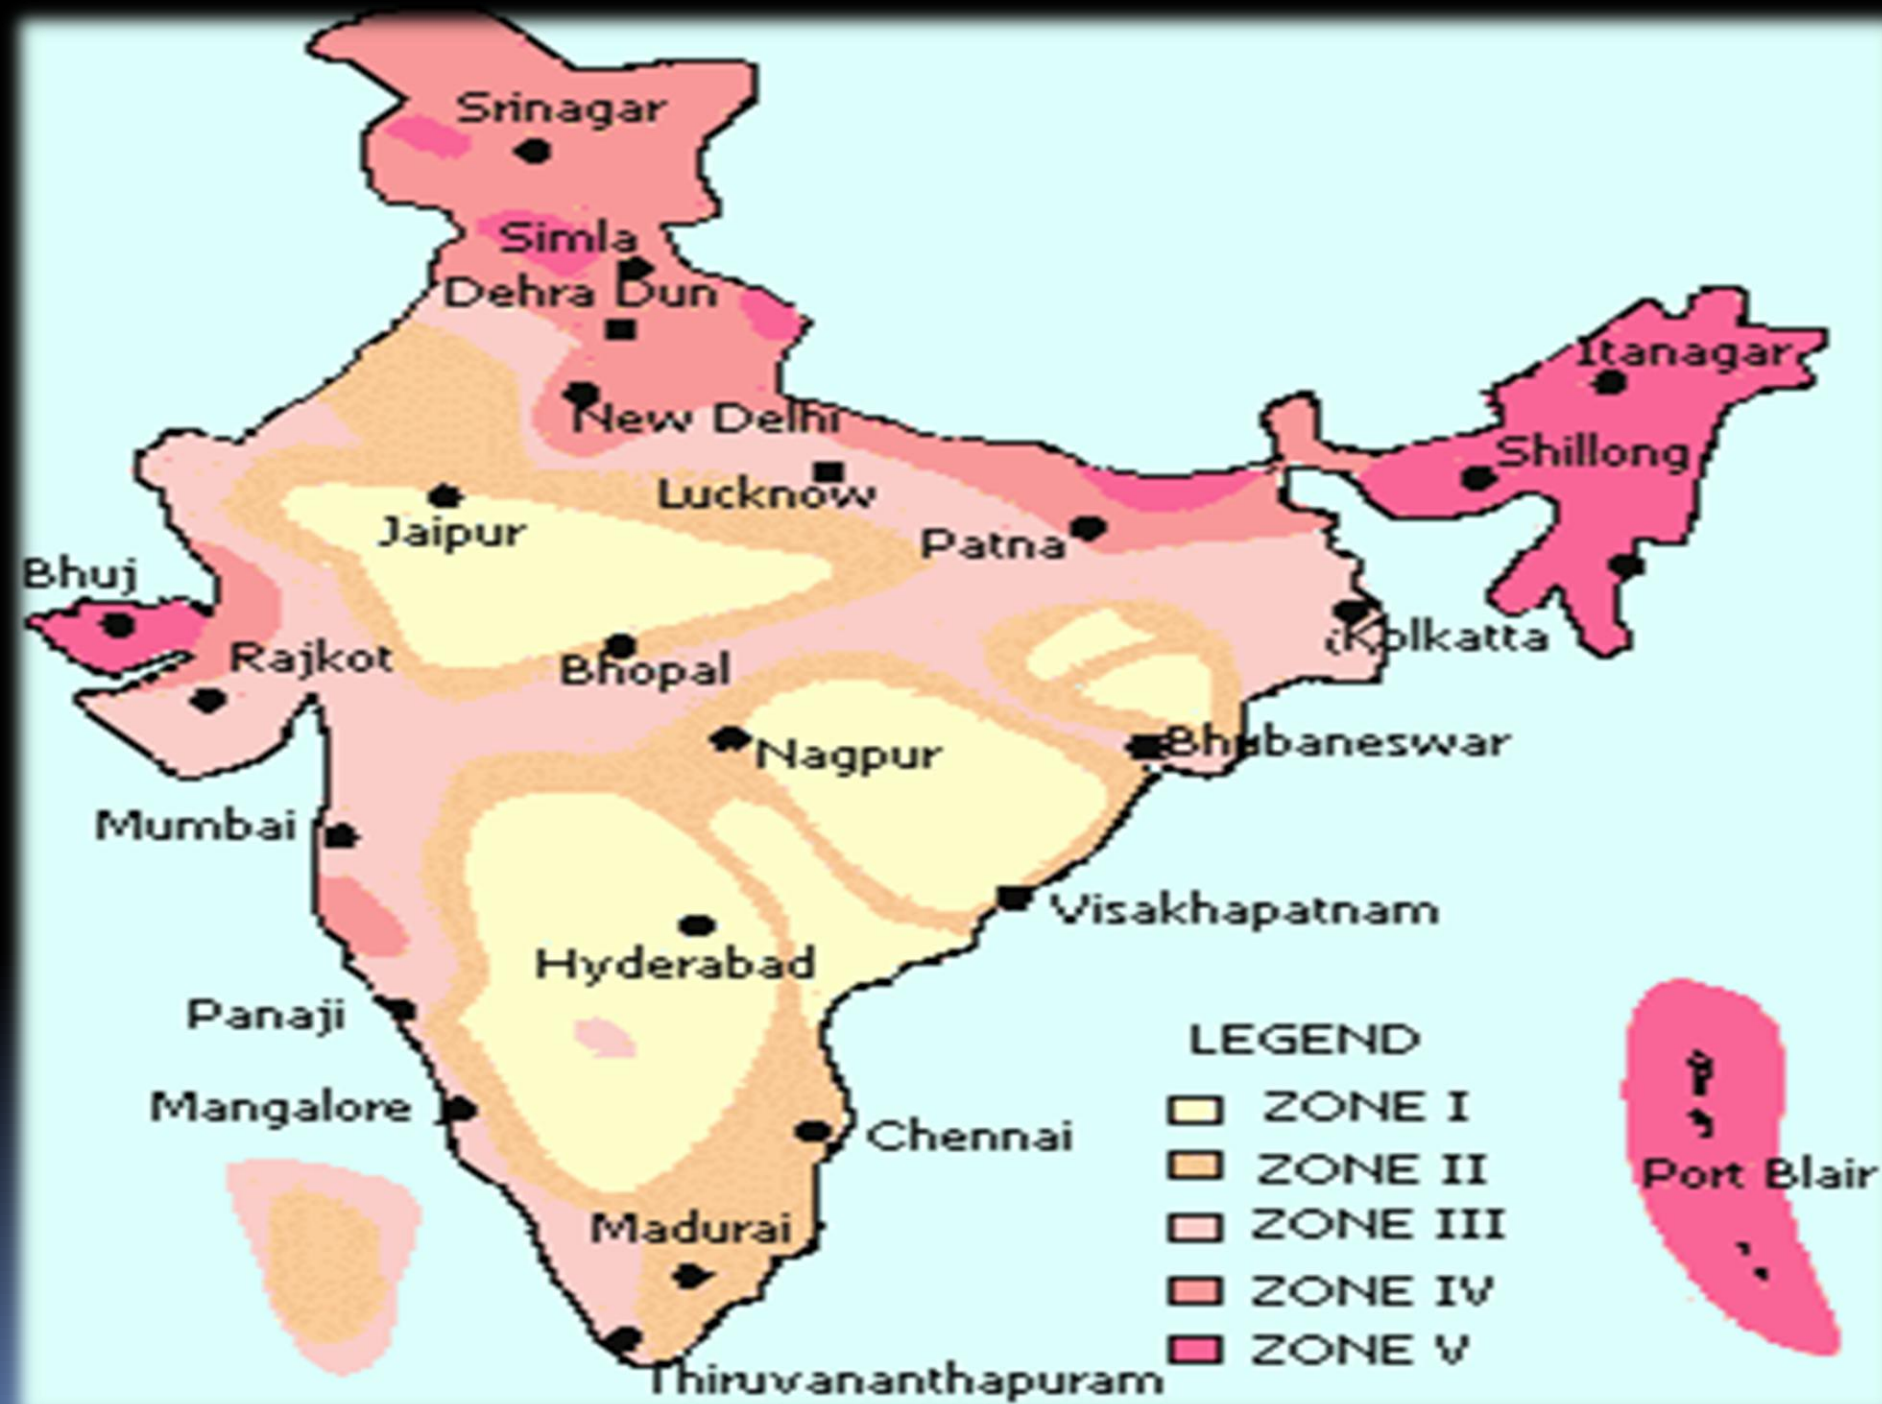 Srinagar
Simla
Dehra Dun
New Delhi
Itanagar
Shillong
Lucknow
Jaipur
Patna
Bhuj
Kolkatta
Rajkot
Bhopal
Bhubaneswar
Nagpur
Mumbai
Visakhapatnam
Hyderabad
Panaji
Mangalore
Chennai
Port Blair
Madurai
Thiruvananthapuram
LEGEND
ZONE I
ZONE II
ZONE III
ZONE IV
ZONE V